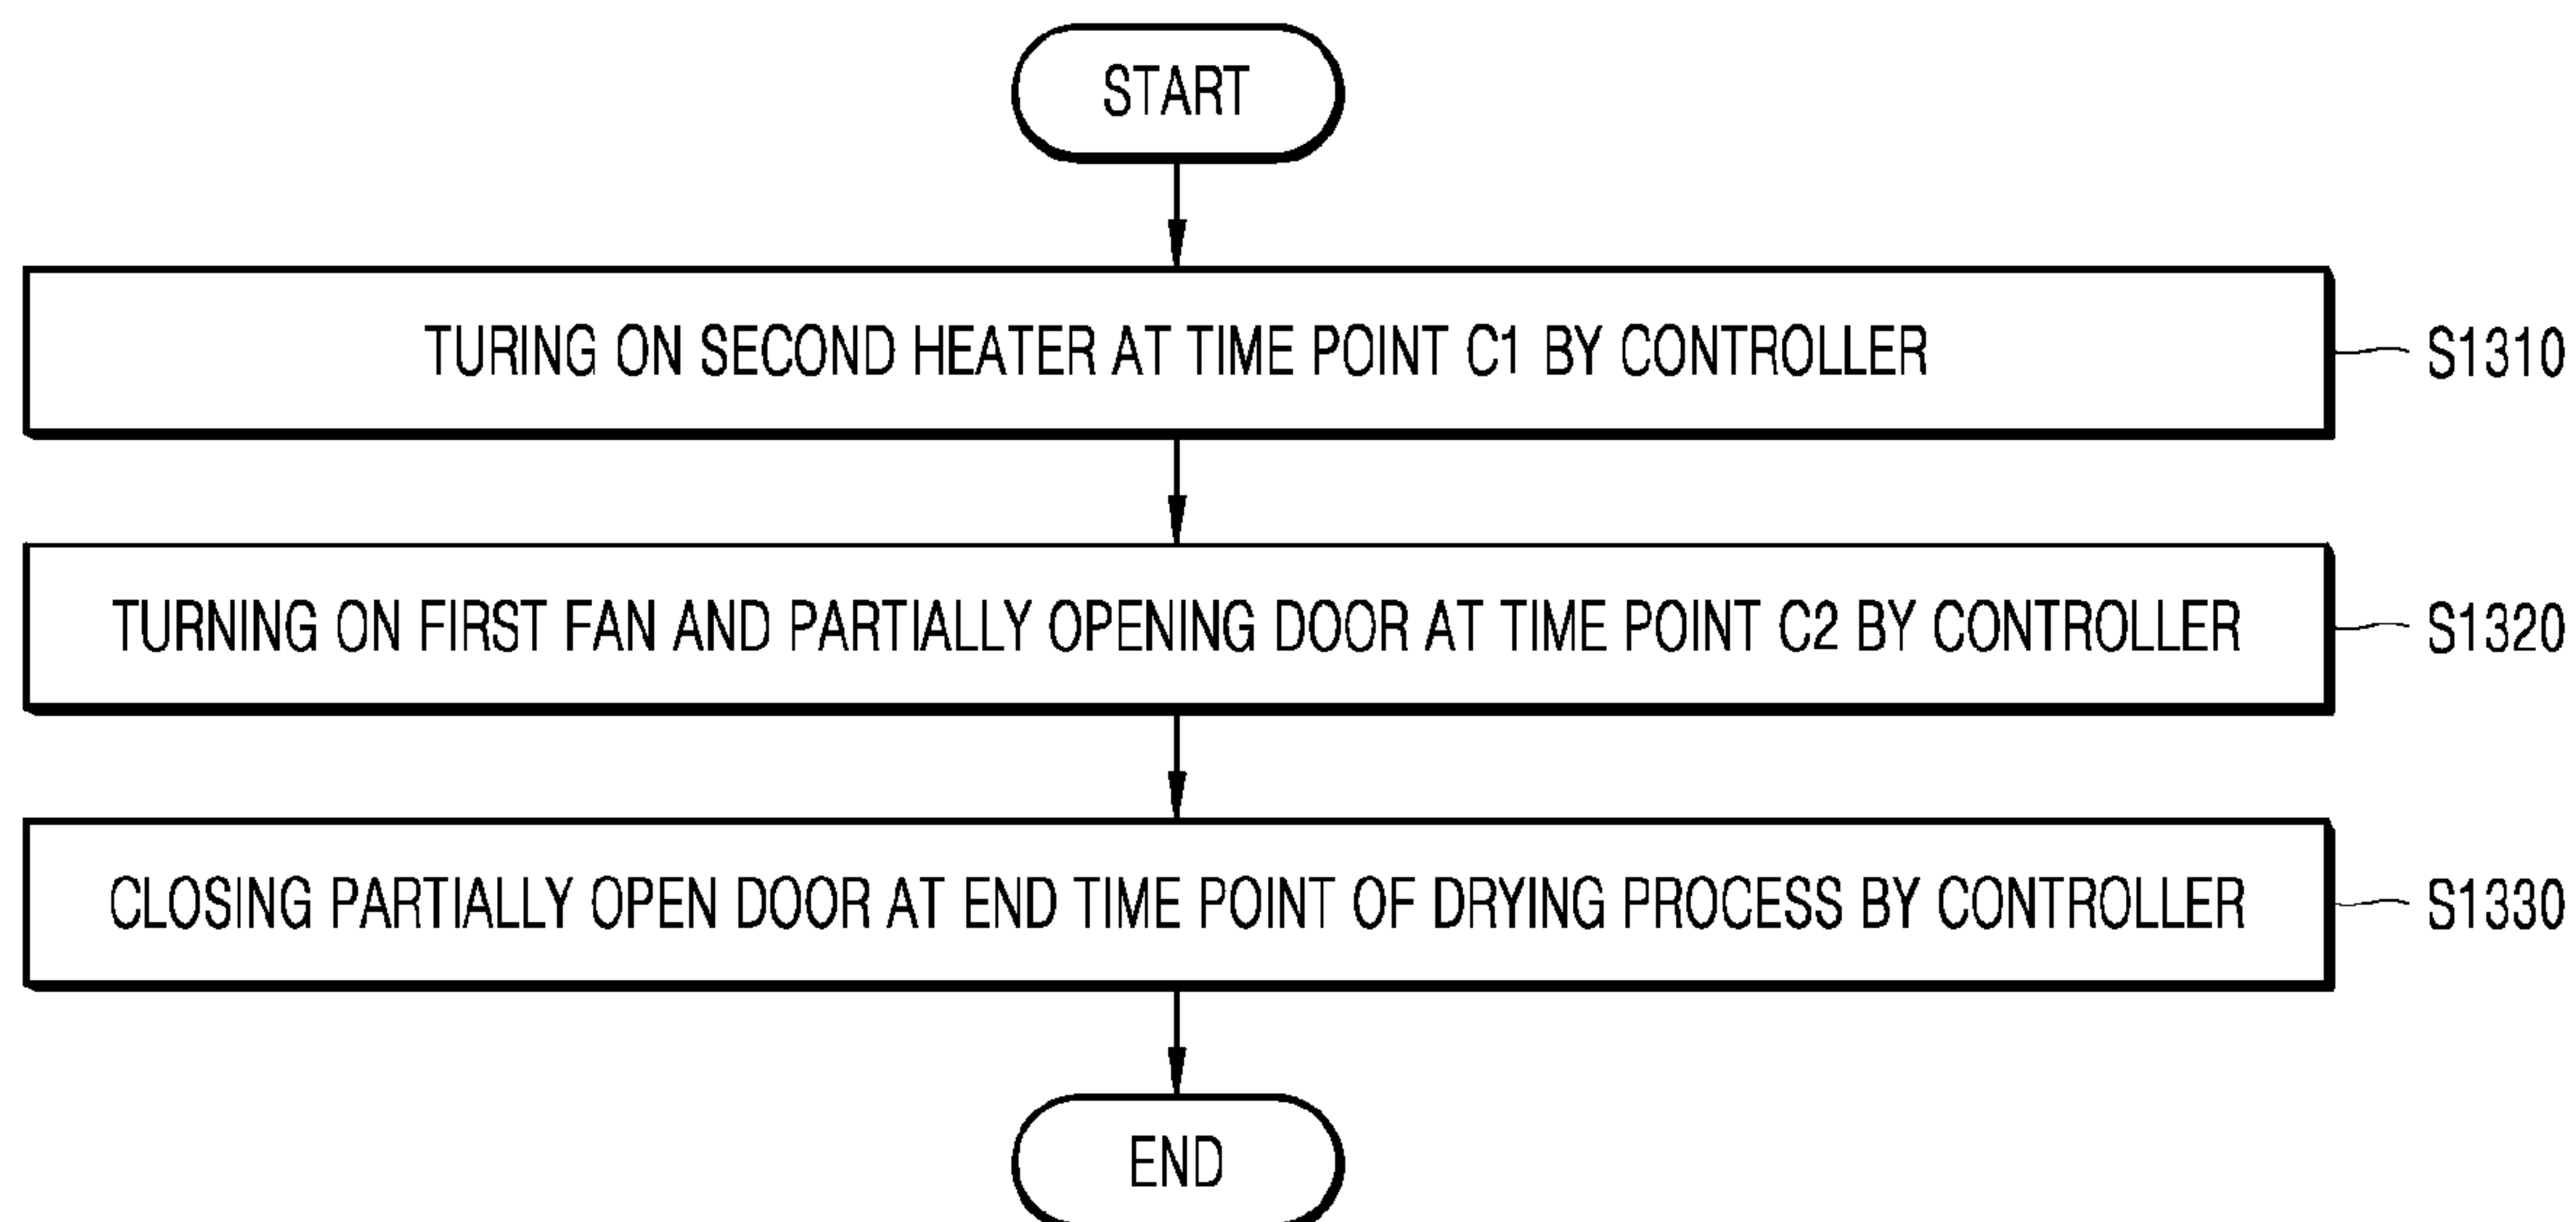 START
TURING ON SECOND HEATER AT TIME POINT C1 BY CONTROLLER
S1310
TURNING ON FIRST FAN AND PARTIALLY OPENING DOOR AT TIME POINT C2 BY CONTROLLER
S1320
CLOSING PARTIALLY OPEN DOOR AT END TIME POINT OF DRYING PROCESS BY CONTROLLER
S1330
END